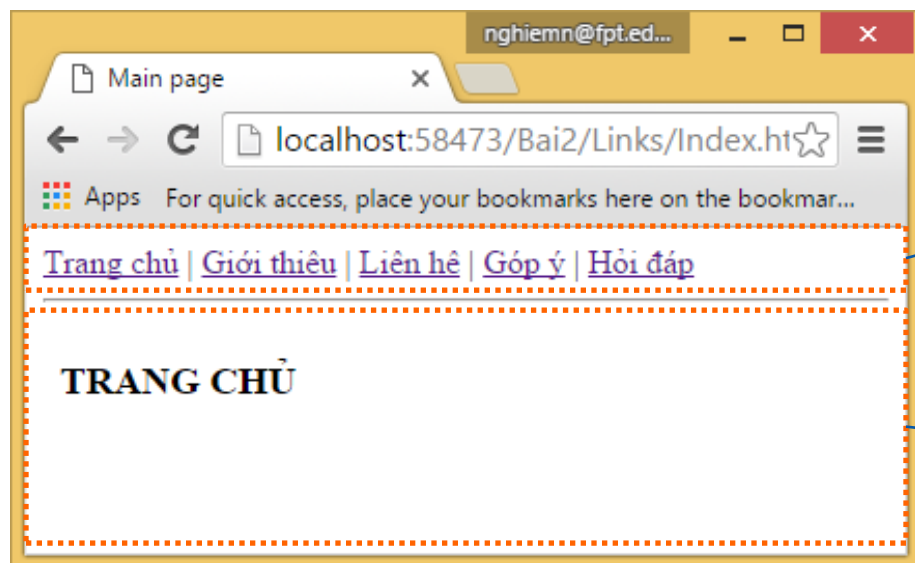 nghiemn@fpt.ed...
Main page
localhost:58473/Bai2/Links/Index.ht
Apps For quick access, place your bookmarks here on the bookmar...
Trang chủ | Giới thiệu | Liên hệ | Góp ý | Hỏi đáp
TRANG CHỦ